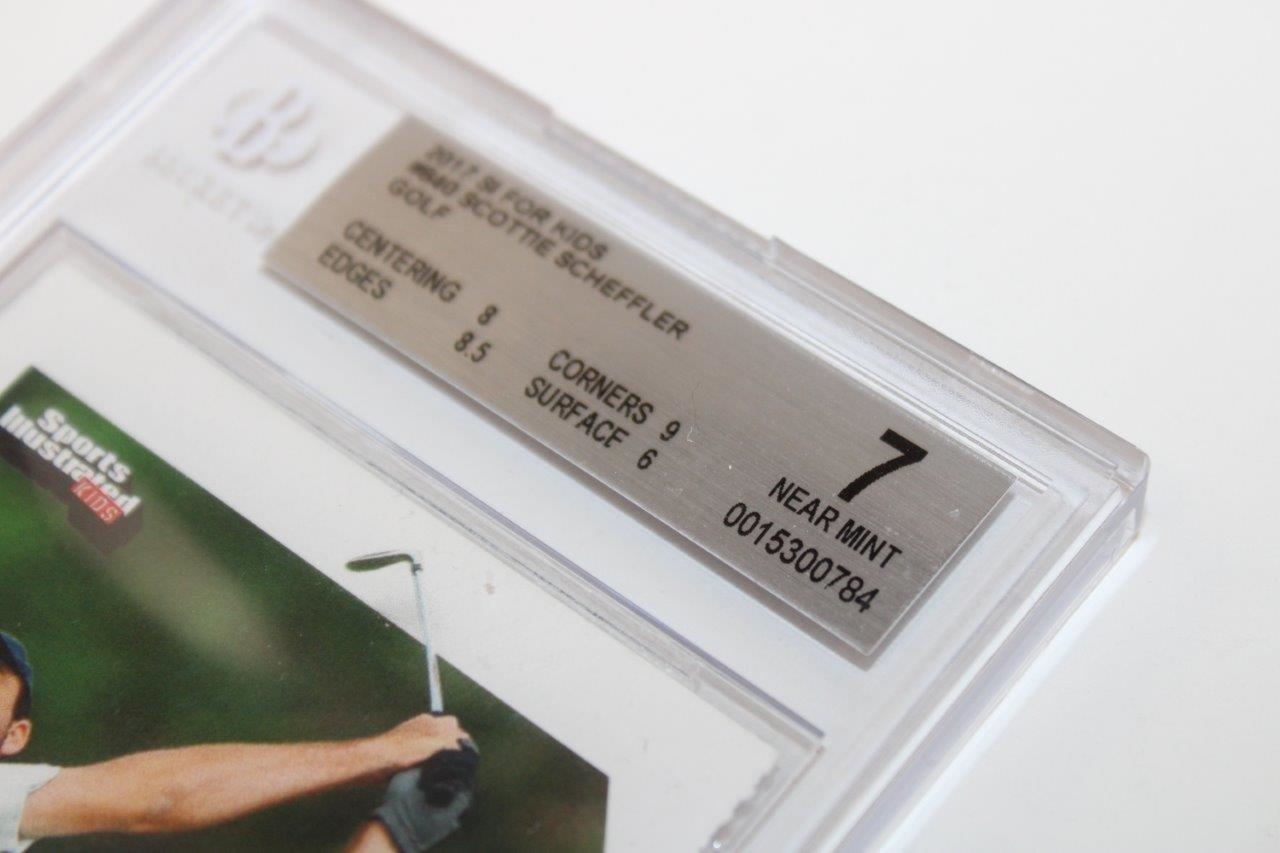 2017 SI FOR KIDS
#640 SCOTTIE SCHEFFLER
GOLF
CENTERING 8
CORNERS 9
EDGES 8.5
SURFACE 6
7
NEAR MINT
0015300784
Sports
Illustrated
KIDS